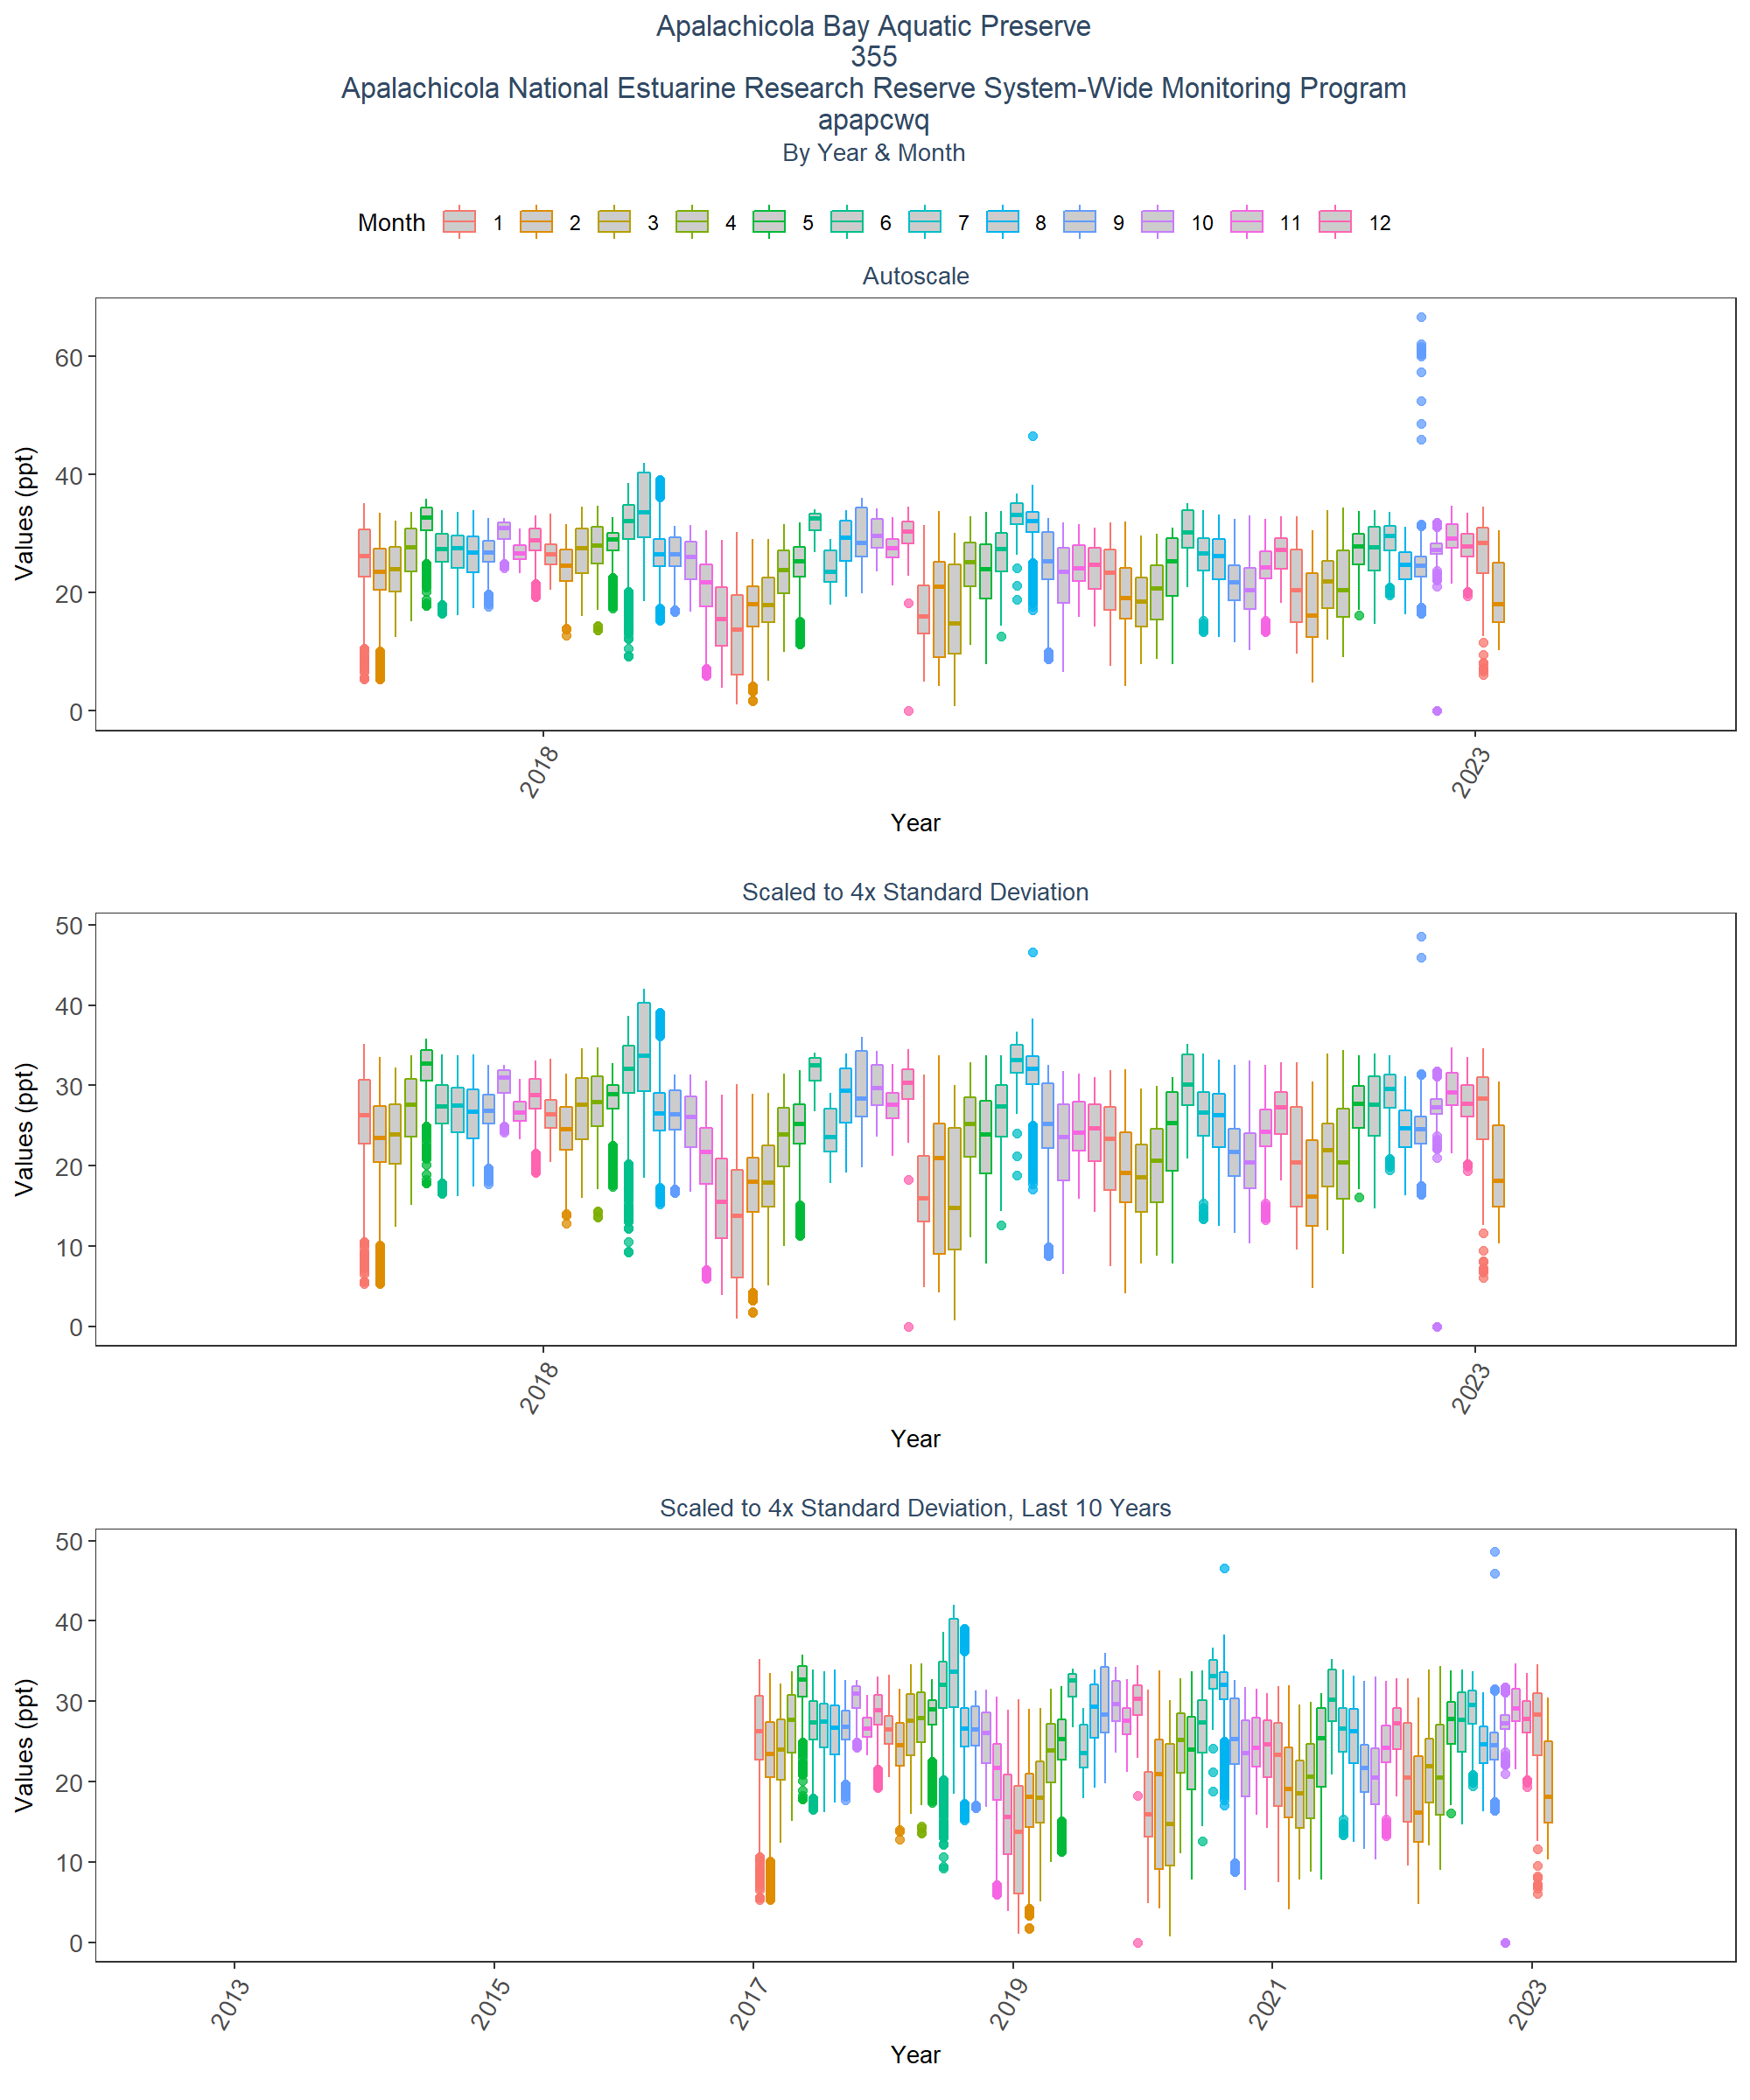 Apalachicola Bay Aquatic Preserve
355
Apalachicola National Estuarine Research Reserve System-Wide Monitoring Program
apapcwq
By Year & Month
Month 1 2 3 4 5 6 7 8 9 10 11 12
Autoscale
Values (ppt)
60
40
20
0
2018 2023
Year
Scaled to 4x Standard Deviation
Values (ppt)
50
40
30
20
10
0
2018 2023
Year
Scaled to 4x Standard Deviation, Last 10 Years
Values (ppt)
50
40
30
20
10
0
2013 2015 2017 2019 2021 2023
Year